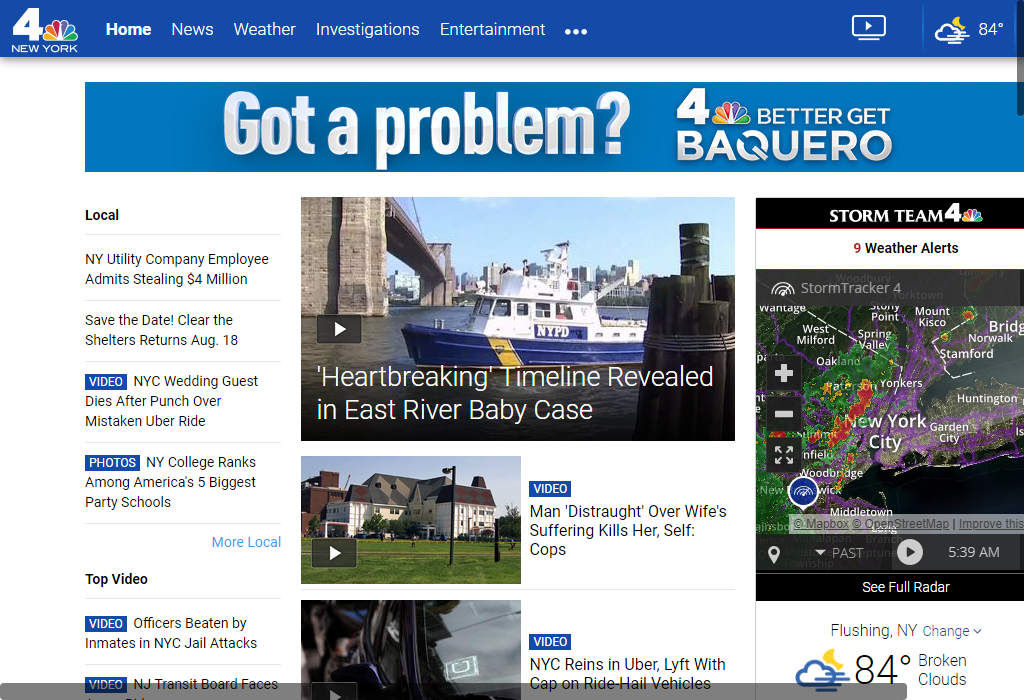 4
NEW YORK
Home News Weather Investigations Entertainment •••
84°
Got a problem?
4 BETTER GET
BAQUERO
Local
NY Utility Company Employee
Admits Stealing $4 Million
Save the Date! Clear the
Shelters Returns Aug. 18
VIDEO NYC Wedding Guest
Dies After Punch Over
Mistaken Uber Ride
PHOTOS NY College Ranks
Among America's 5 Biggest
Party Schools
More Local
Top Video
VIDEO Officers Beaten by
Inmates in NYC Jail Attacks
VIDEO NJ Transit Board Faces
NYPD
'Heartbreaking' Timeline Revealed
in East River Baby Case
VIDEO
Man 'Distraught' Over Wife's
Suffering Kills Her, Self:
Cops
VIDEO
NYC Reins in Uber, Lyft With
Cap on Ride-Hail Vehicles
STORM TEAM 4
9 Weather Alerts
StormTracker 4
Woodbury
Yorktown
Wantage
Stony
Point
Mount
Kisco
West
Milford
Spring
Valley
Bridg
Norwalk
Stamford
Oakland
Paterson
Yonkers
Huntington
New York
City
Garden
City
Is
Summit
nfield
Woodbridge
New
wick
Middletown
© Mapbox © OpenStreetMap | Improve this
PAST
5:39 AM
See Full Radar
Flushing, NY Change
84° Broken
Clouds